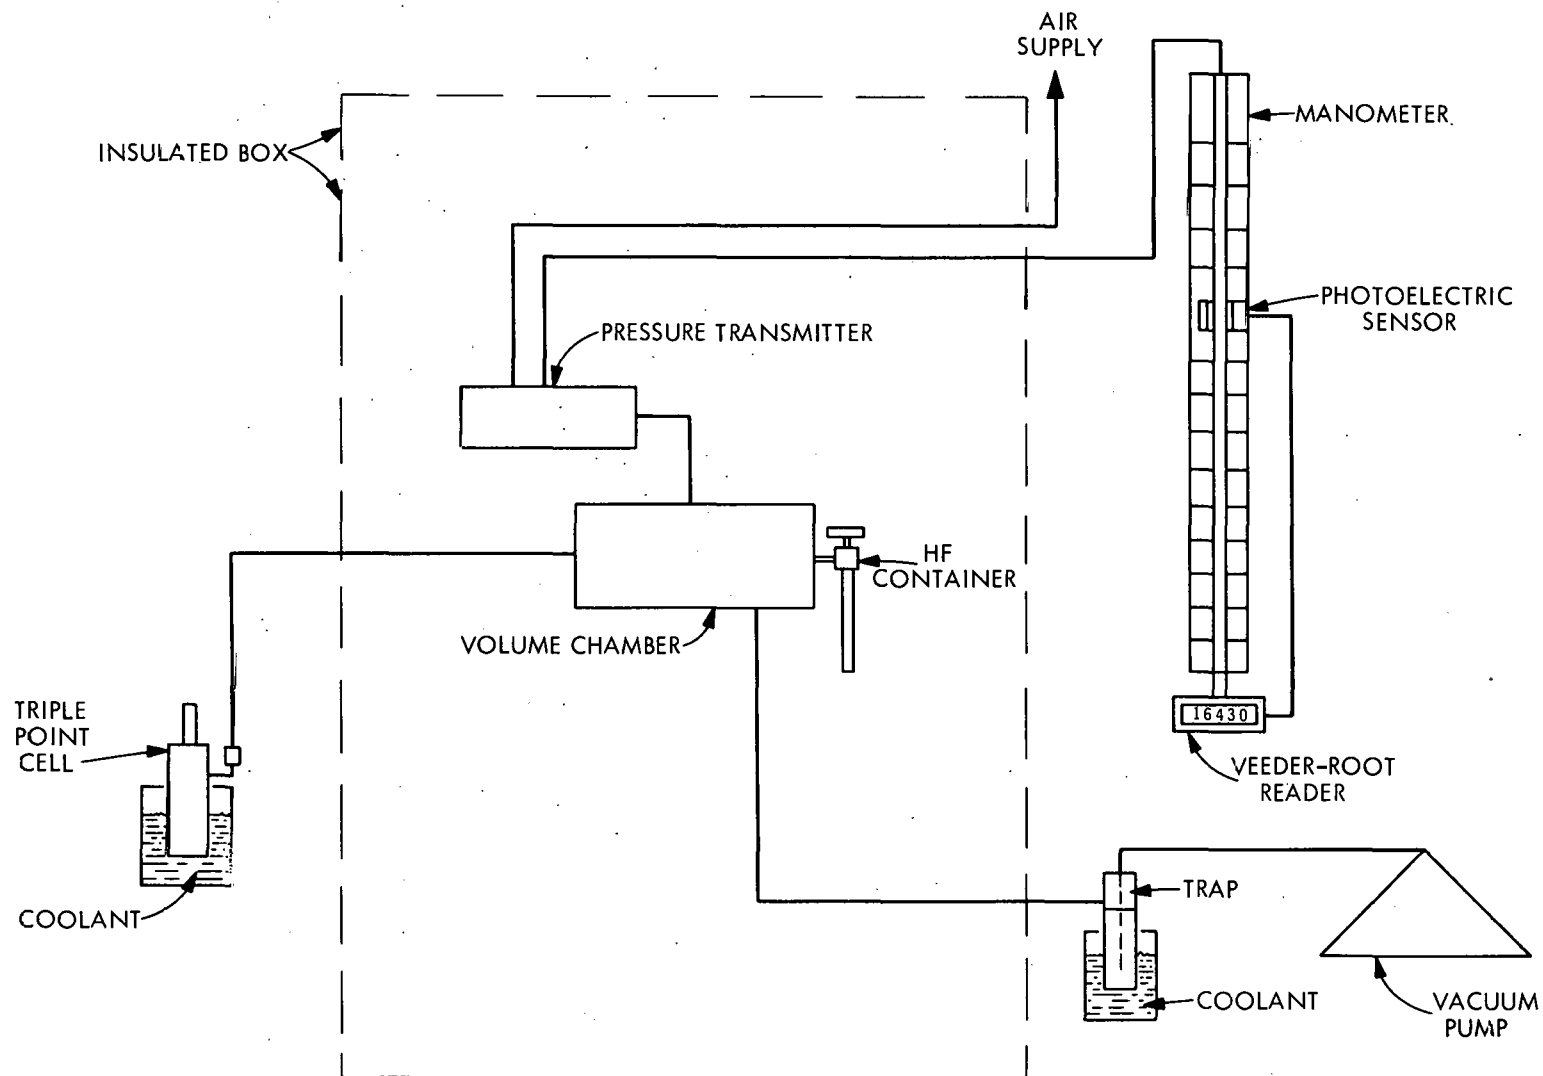 AIR
SUPPLY
MANOMETER
INSULATED BOX
PHOTOELECTRIC
SENSOR
PRESSURE TRANSMITTER
HF
CONTAINER
VOLUME CHAMBER
TRIPLE
POINT
CELL
16430
VEEDER-ROOT
READER
TRAP
COOLANT
COOLANT
VACUUM
PUMP